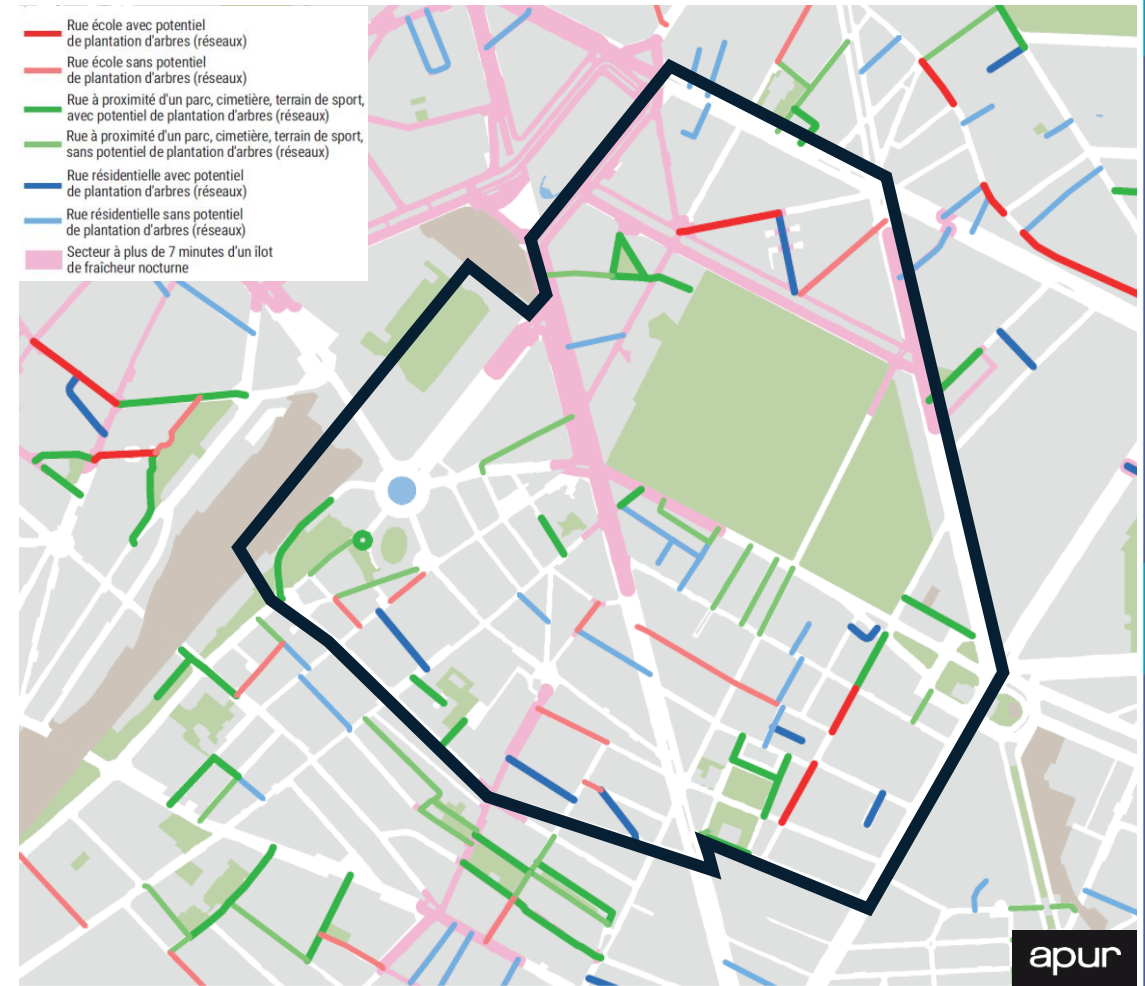 Rue école avec potentiel
de plantation d'arbres (réseaux)
Rue école sans potentiel
de plantation d'arbres (réseaux)
Rue à proximité d'un parc, cimetière, terrain de sport,
avec potentiel de plantation d'arbres (réseaux)
Rue à proximité d'un parc, cimetière, terrain de sport,
sans potentiel de plantation d'arbres (réseaux)
Rue résidentielle avec potentiel
de plantation d'arbres (réseaux)
Rue résidentielle sans potentiel
de plantation d'arbres (réseaux)
Secteur à plus de 7 minutes d'un îlot
de fraîcheur nocturne
apur